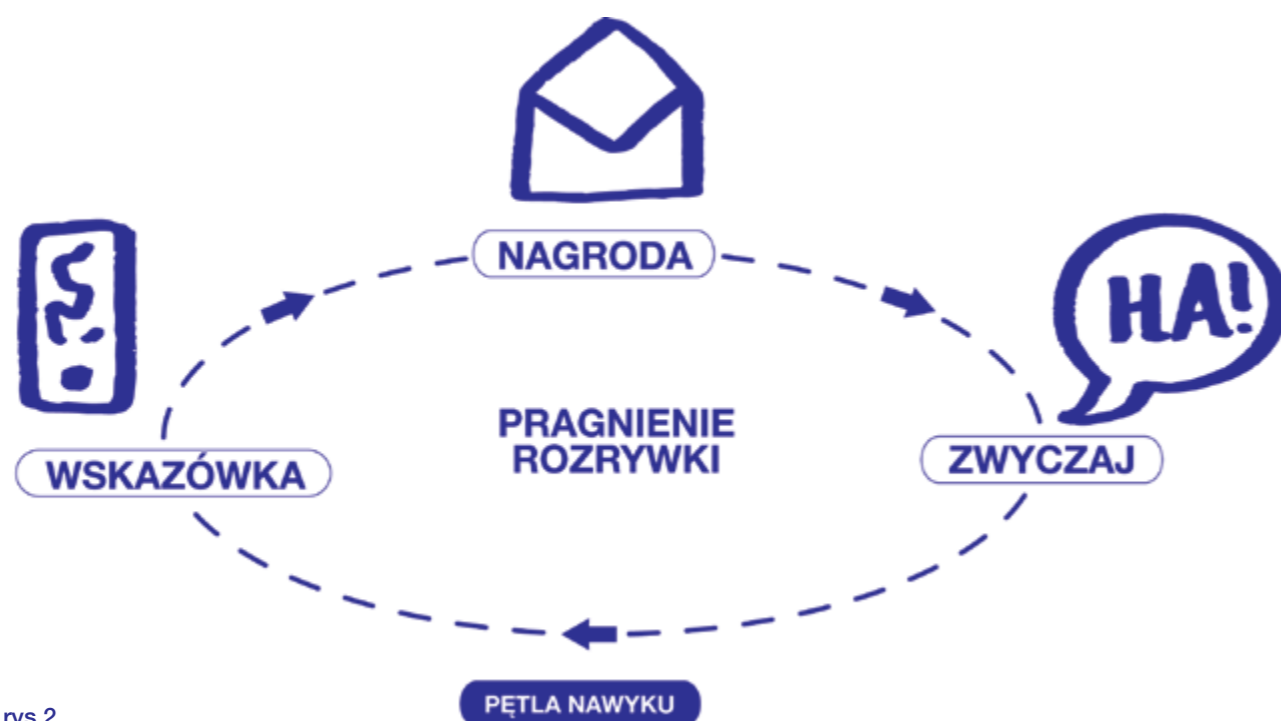 NAGRODA
HA!
PRAGNIENIE
ROZRYWKI
WSKAZÓWKA
ZWYCZAJ
PĘTLA NAWYKU
rys.2